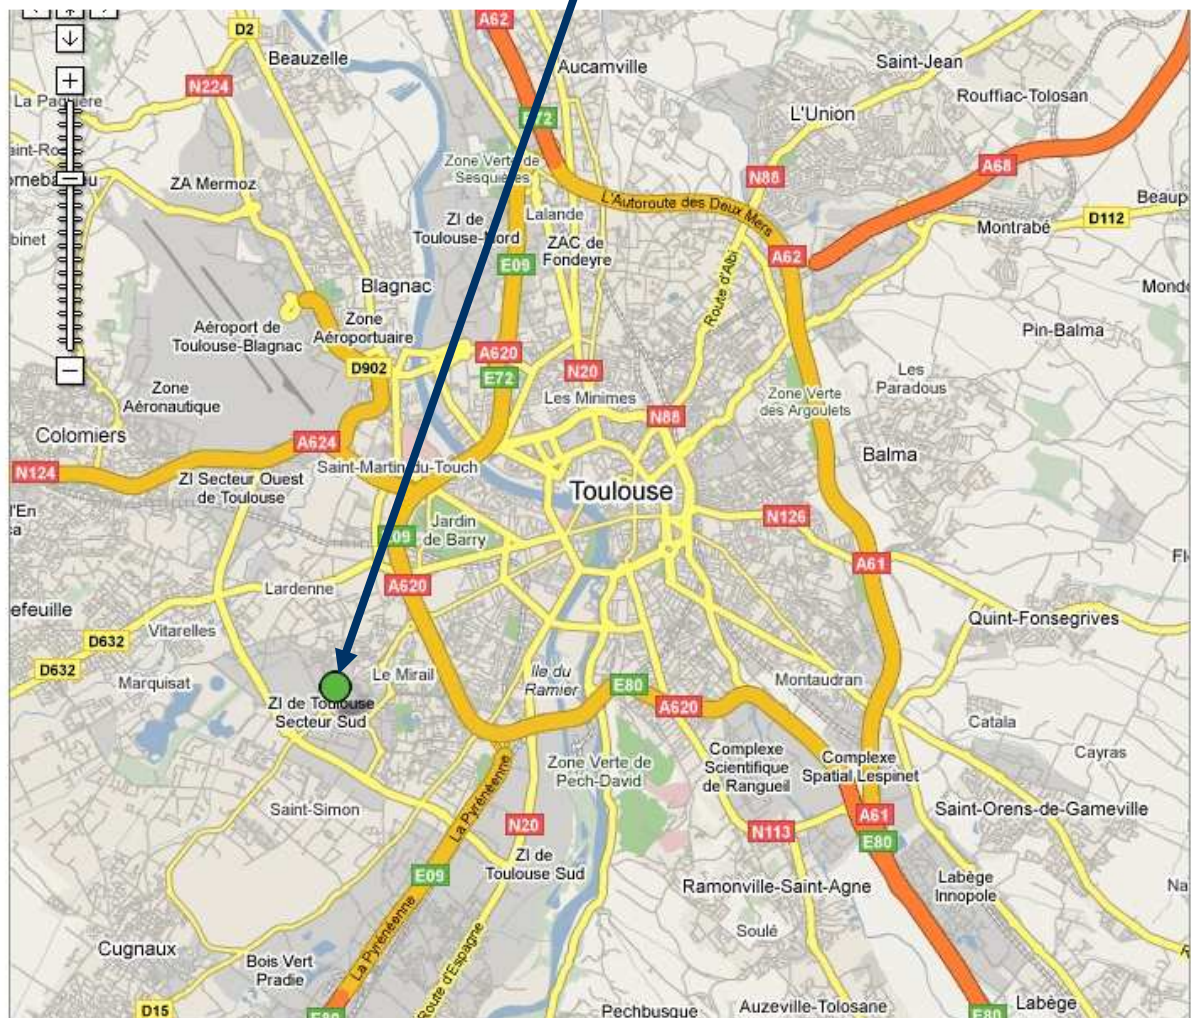 A62
D2
Beauzelle
Aucamville
Saint-Jean
N224
La
Rouffiac-Tolosan
L'Union
E72
Zone Verte de
Sesquières
A68
N88
ZA Mermoz
L'Autoroute des Deux Mers
Beaup
D112
Montrabé
ZI de
Toulouse-Nord
Lalande
ZAC de
Fondeyre
binet
A62
E09
Route d'Albi
Blagnac
Mond
Aéroport de
Toulouse-Blagnac
Zone
Aéroportuaire
Pin-Balma
A620
D902
N20
E72
Les
Paradous
Zone
Aéronautique
Les Minimes
Zone Verte
des Argoulets
N88
Colomiers
A624
Balma
N124
Saint-Martin-du-Touch
ZI Secteur Ouest
de Toulouse
Toulouse
l'En
ca
Jardin
de Barry
N126
E09
A61
Fl
Lardenne
A620
efeuille
Quint-Fonsegrives
D632
Vitarelles
D632
Marquisat
Le Mirail
Ile du
Ramier
E80
Montaudran
ZI de Toulouse
Secteur Sud
A620
Catala
Complexe
Scientifique
de Rangueil
Complexe
Spatial Lespinet
Cayras
Zone Verte de
Pech-David
La Pyrénéenne
Saint-Simon
N20
A61
Saint-Orens-de-Gameville
N113
E80
ZI de
Toulouse Sud
E09
Ramonville-Saint-Agne
Labège
Innopole
Na
La Pyrénéenne
Route d'Espagne
Soulé
Cugnaux
Bois Vert
Pradie
D15
E80
Pechbusque
Auzeville-Tolosane
E80
Labège